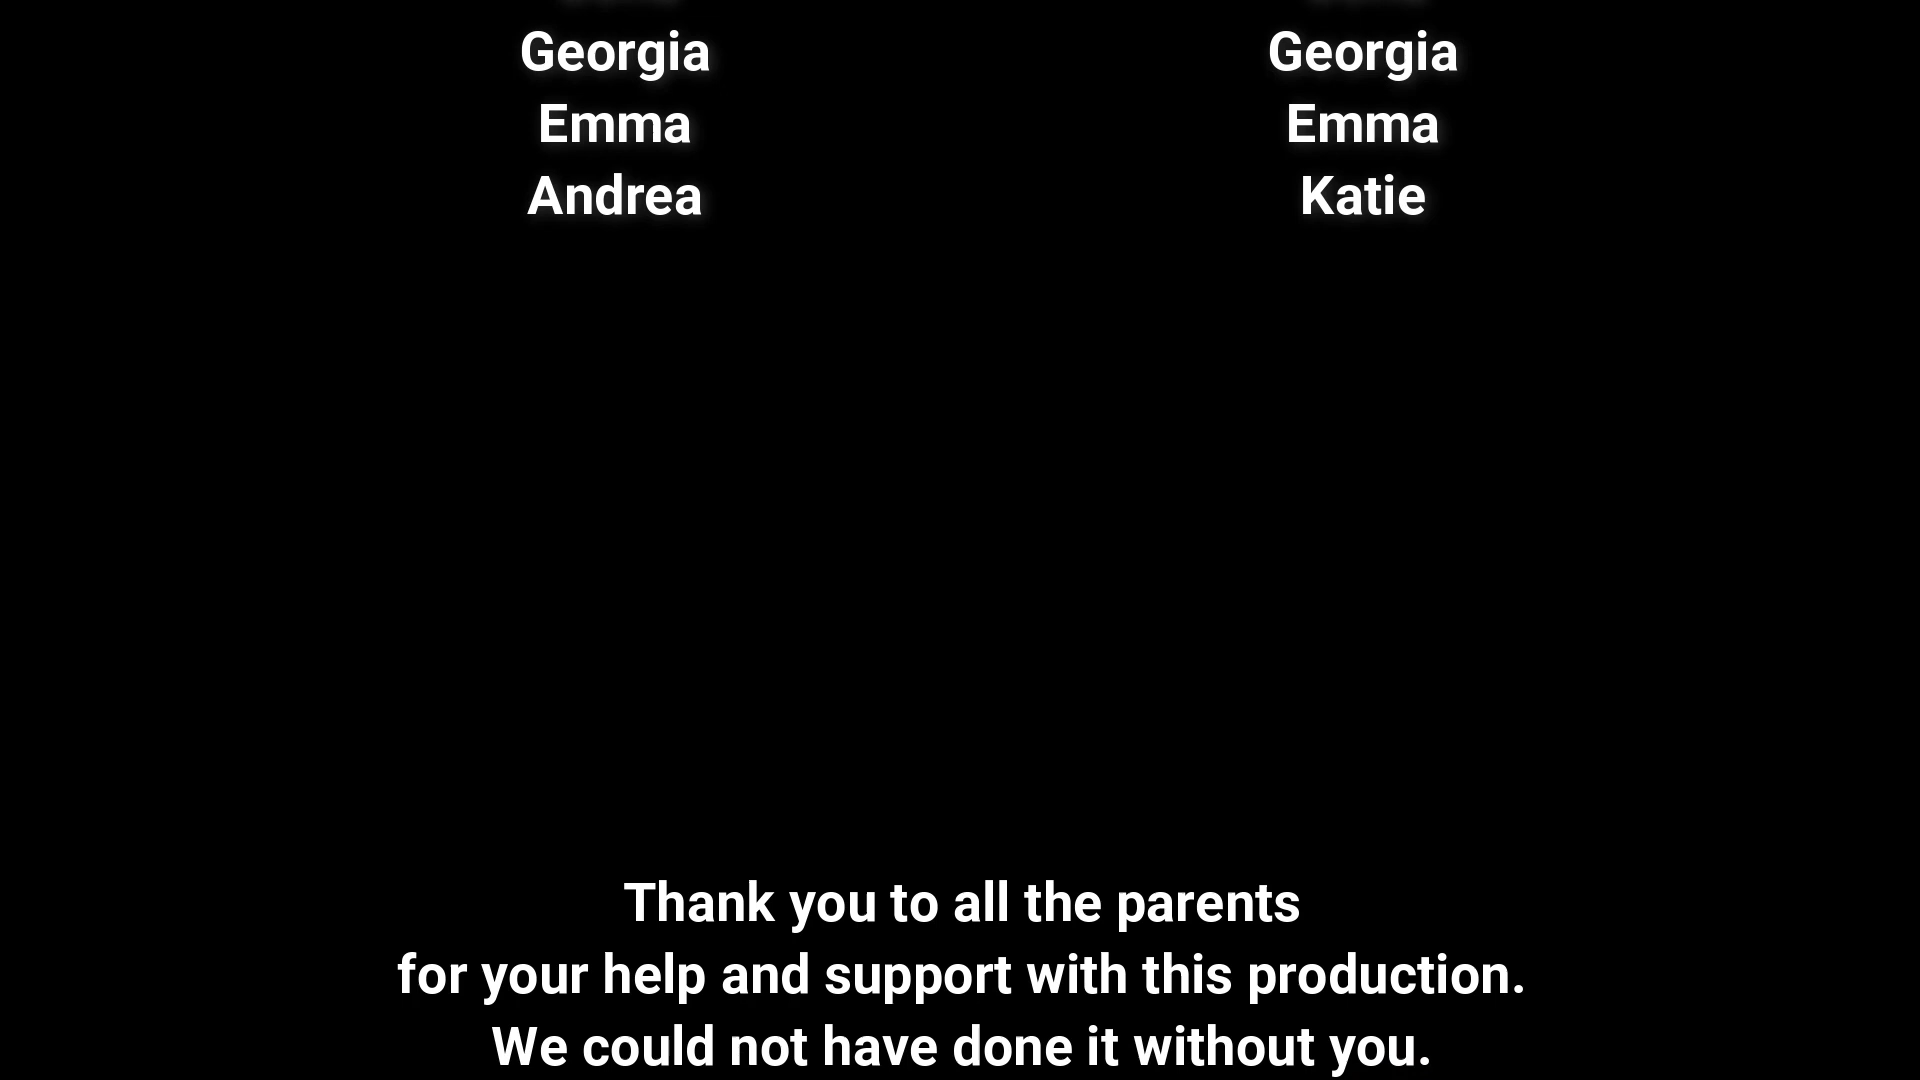 Georgia Georgia
Emma Emma
Andrea Katie
Thank you to all the parents
for your help and support with this production.
We could not have done it without you.